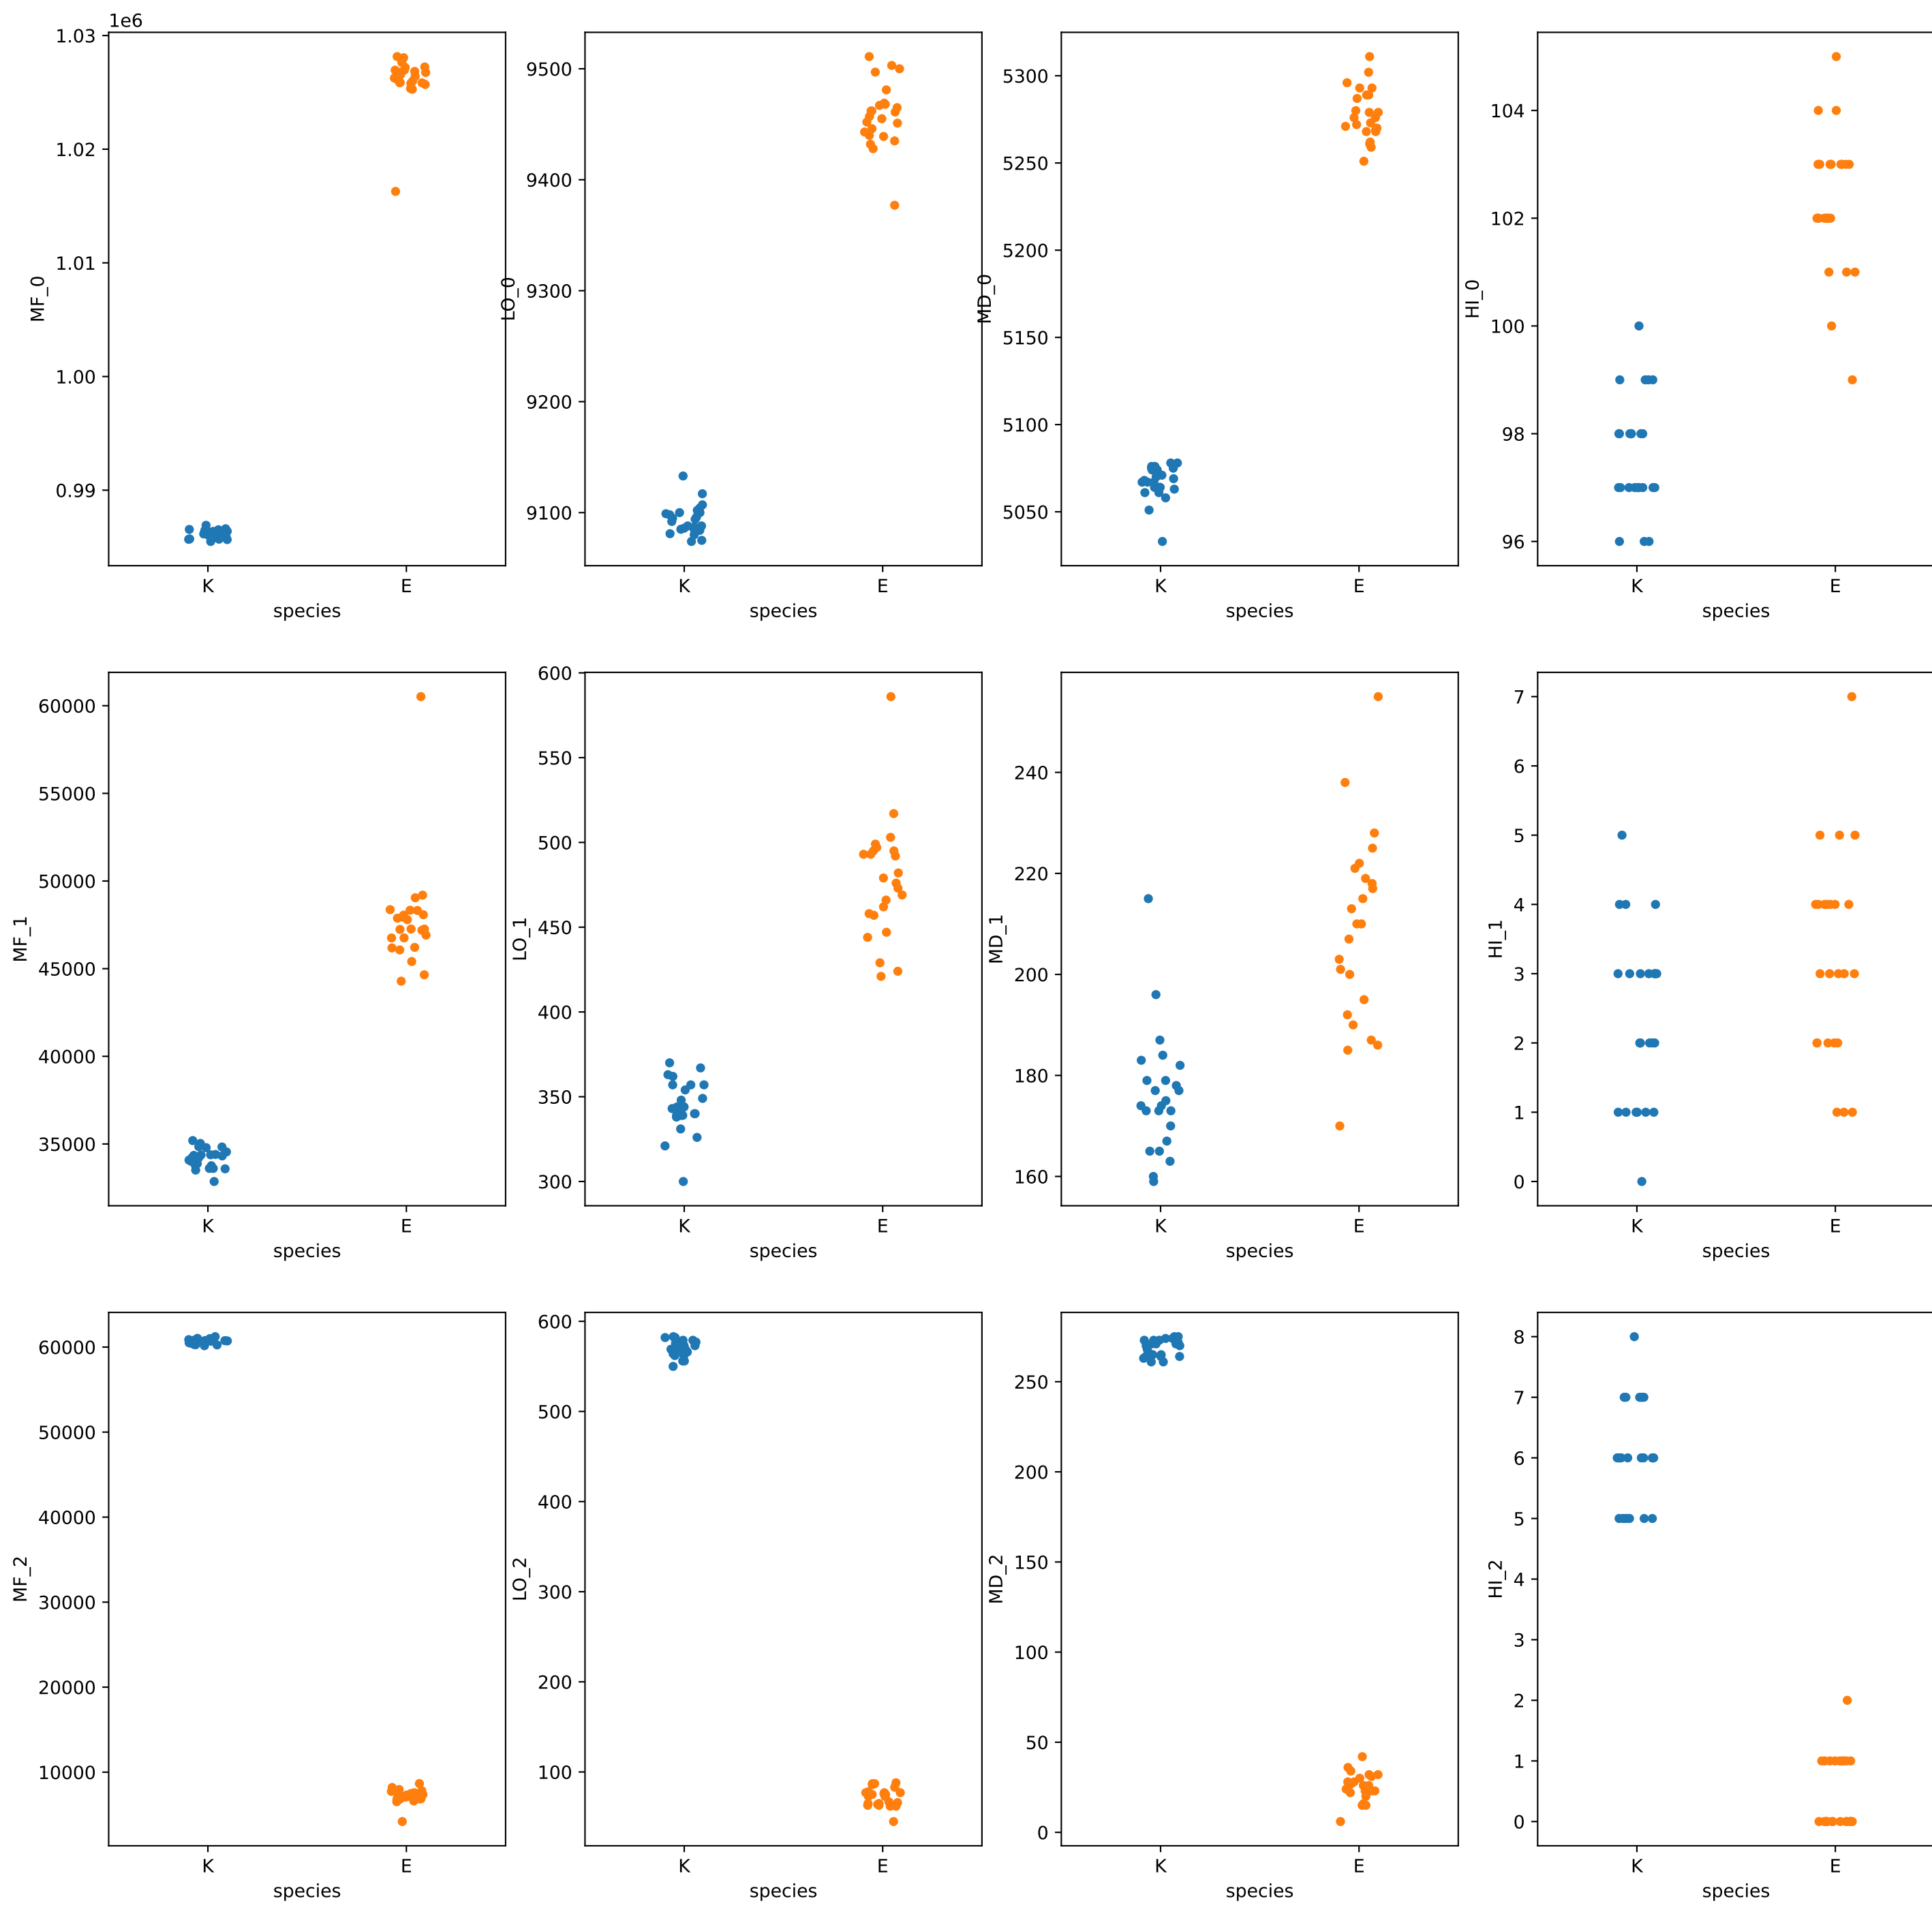 1e6
1.03
1.02
1.01
1.00
0.99
MF_0
K
E
species
9500
9400
9300
9200
9100
LO_0
K
E
species
5300
5250
5200
5150
5100
5050
MD_0
K
E
species
104
102
100
98
96
HI_0
K
E
species
60000
55000
50000
45000
40000
35000
MF_1
K
E
species
600
550
500
450
400
350
300
LO_1
K
E
species
240
220
200
180
160
MD_1
K
E
species
7
6
5
4
3
2
1
0
HI_1
K
E
species
60000
50000
40000
30000
20000
10000
MF_2
K
E
species
600
500
400
300
200
100
LO_2
K
E
species
250
200
150
100
50
0
MD_2
K
E
species
8
7
6
5
4
3
2
1
0
HI_2
K
E
species